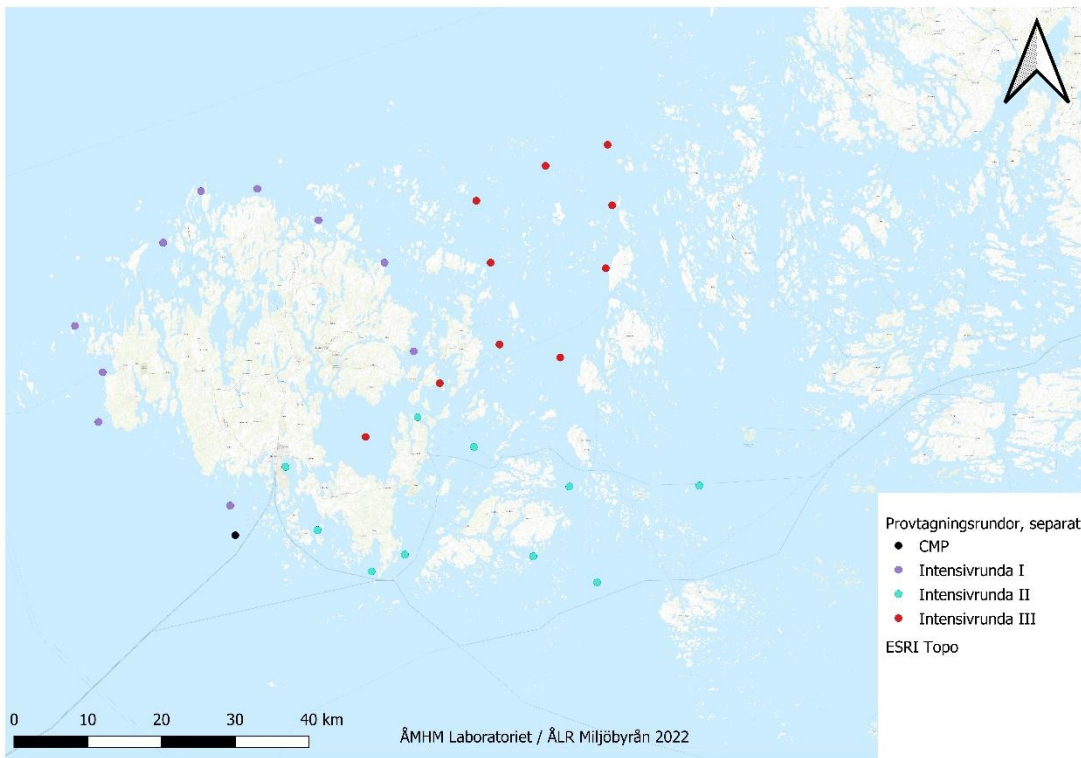 Provtagningsrundor, separat
CMP
Intensivrunda I
Intensivrunda II
Intensivrunda III
ESRI Topo
0 10 20 30 40 km
ÅMHM Laboratoriet / ÅLR Miljöbyrån 2022